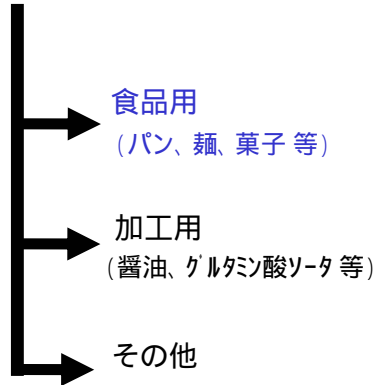 食品用
(パン、麺、菓子 等)
加工用
(醤油、グルタミン酸ソータ 等)
その他